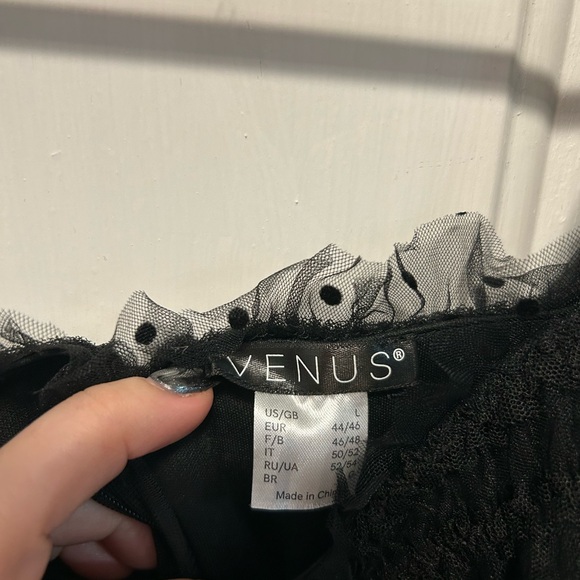 VENUS®
US/GB L
EUR 44/46
F/B 46/48
IT 50/52
RU/UA 52/54
BR
Made in China